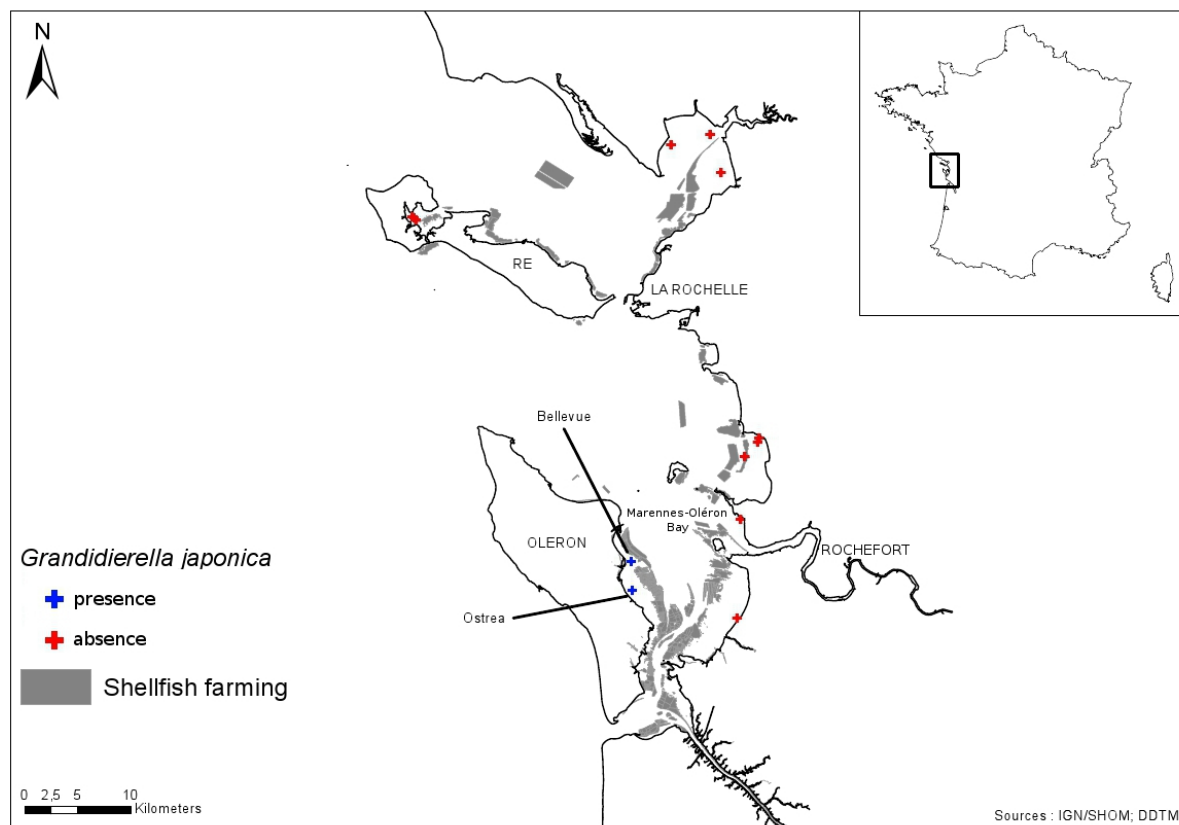 N
RE
LA ROCHELLE
Bellevue
Marennes-Oléron
Bay
OLERON
ROCHEFORT
Ostrea
Grandidierella japonica
presence
absence
Shellfish farming
0 2,5 5 10
Kilometers
Sources : IGN/SHOM; DDTM